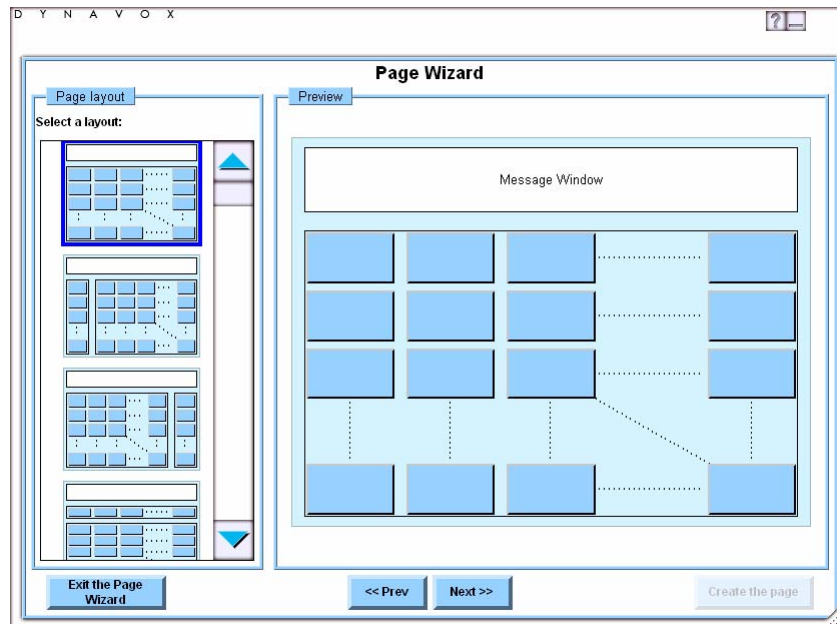 D Y N A V O X
?
Page Wizard
Page layout
Preview
Select a layout:
Message Window
Exit the Page
Wizard
<< Prev
Next >>
Create the page